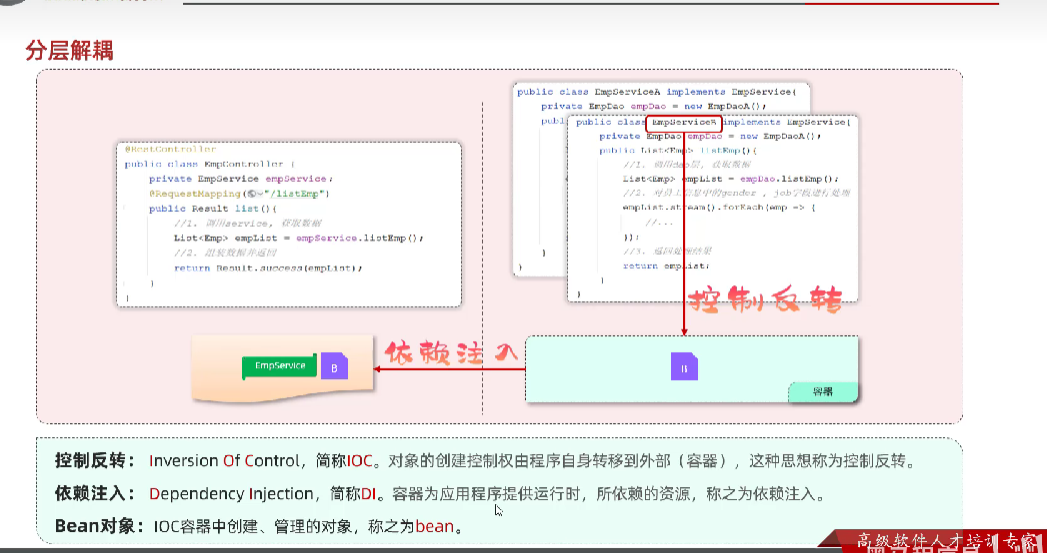 分层解耦
@RestController
public class EmpController {
private EmpService empService;
@RequestMapping("/listEmp")
public Result list(){
//1. 调用service, 获取数据
List<Emp> empList = empService.listEmp();
//2. 组装数据并返回
return Result.success(empList);
}
}
public class EmpServiceA implements EmpService{
private EmpDao empDao = new EmpDaoA();
publ
}
}
public class EmpServiceB implements EmpService{
private EmpDao empDao = new EmpDaoA();
public List<Emp> listEmp(){
//1. 调用dao层, 获取数据
List<Emp> empList = empDao.listEmp();
//2. 对员工信息中的gender , job字段进行处理
empList.stream().forEach(emp -> {
//...
});
//3. 返回处理结果
return empList;
}
}
控制反转
EmpService
B
依赖注入
B
容器
控制反转： Inversion Of Control，简称IOC。对象的创建控制权由程序自身转移到外部（容器），这种思想称为控制反转。
依赖注入： Dependency Injection，简称DI。容器为应用程序提供运行时，所依赖的资源，称之为依赖注入。
Bean对象：IOC容器中创建、管理的对象，称之为bean。
高级软件人才培训专家